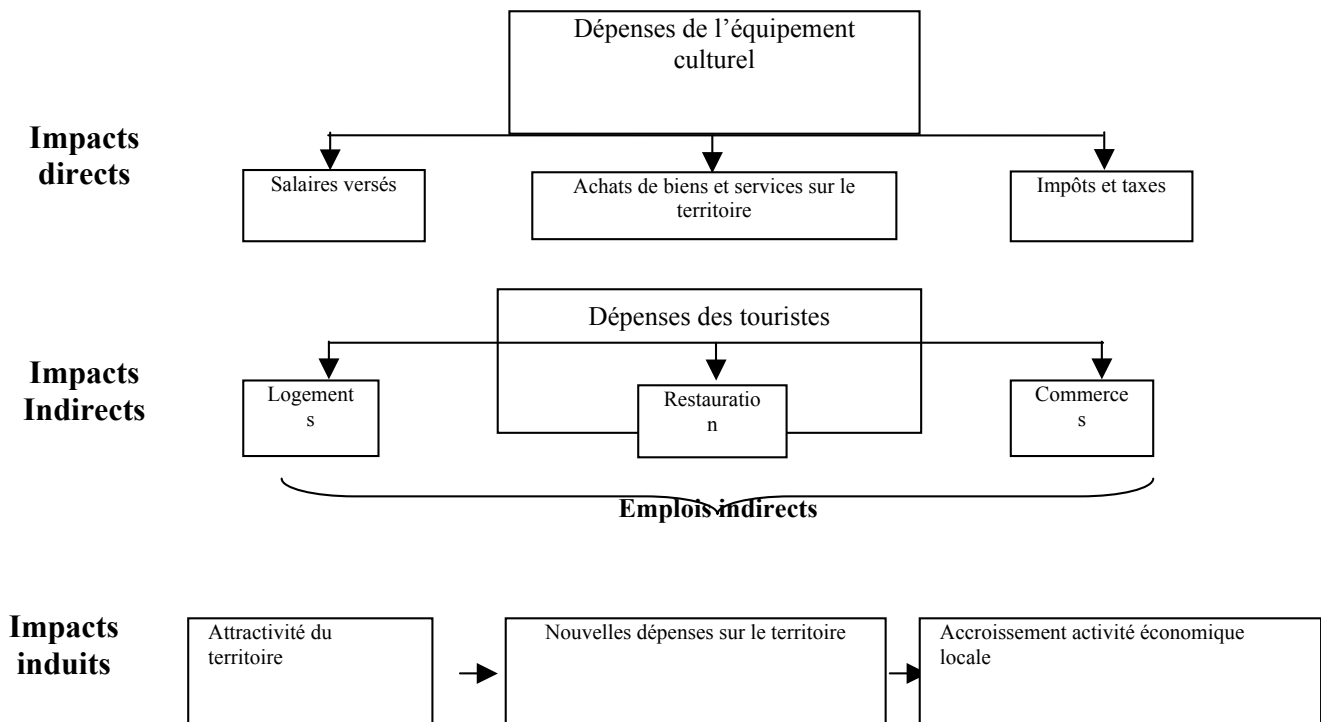 Dépenses de l’équipement
culturel
Impacts
directs
Salaires versés
Achats de biens et services sur le
territoire
Impôts et taxes
Dépenses des touristes
Impacts
Indirects
Logement
s
Restauratio
n
Commerce
s
Emplois indirects
Impacts
induits
Attractivité du
territoire
Nouvelles dépenses sur le territoire
Accroissement activité économique
locale